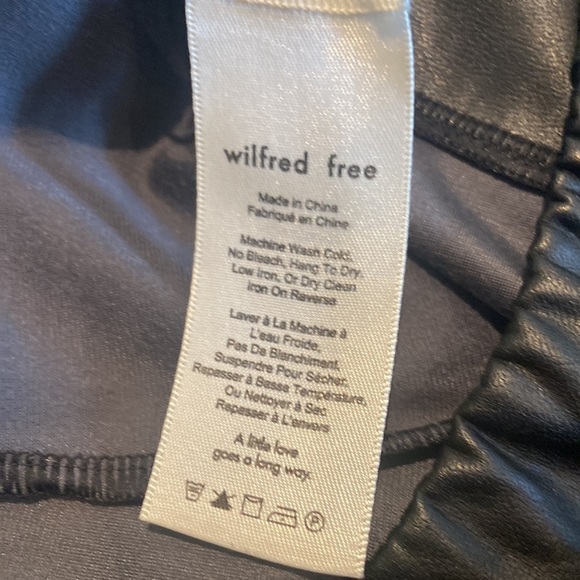 wilfred free
Made in China
Fabriqué en Chine
Machine Wash Cold.
No Bleach, Hang To Dry.
Low Iron, Or Dry Clean
Iron On Reverse
Laver à La Machine à
L'eau Froide.
Pas De Blanchiment.
Suspendre Pour Sécher.
Repasser à Basse Température,
Ou Nettoyer à Sec
Repasser à L'envers
A little love
goes a long way.
P